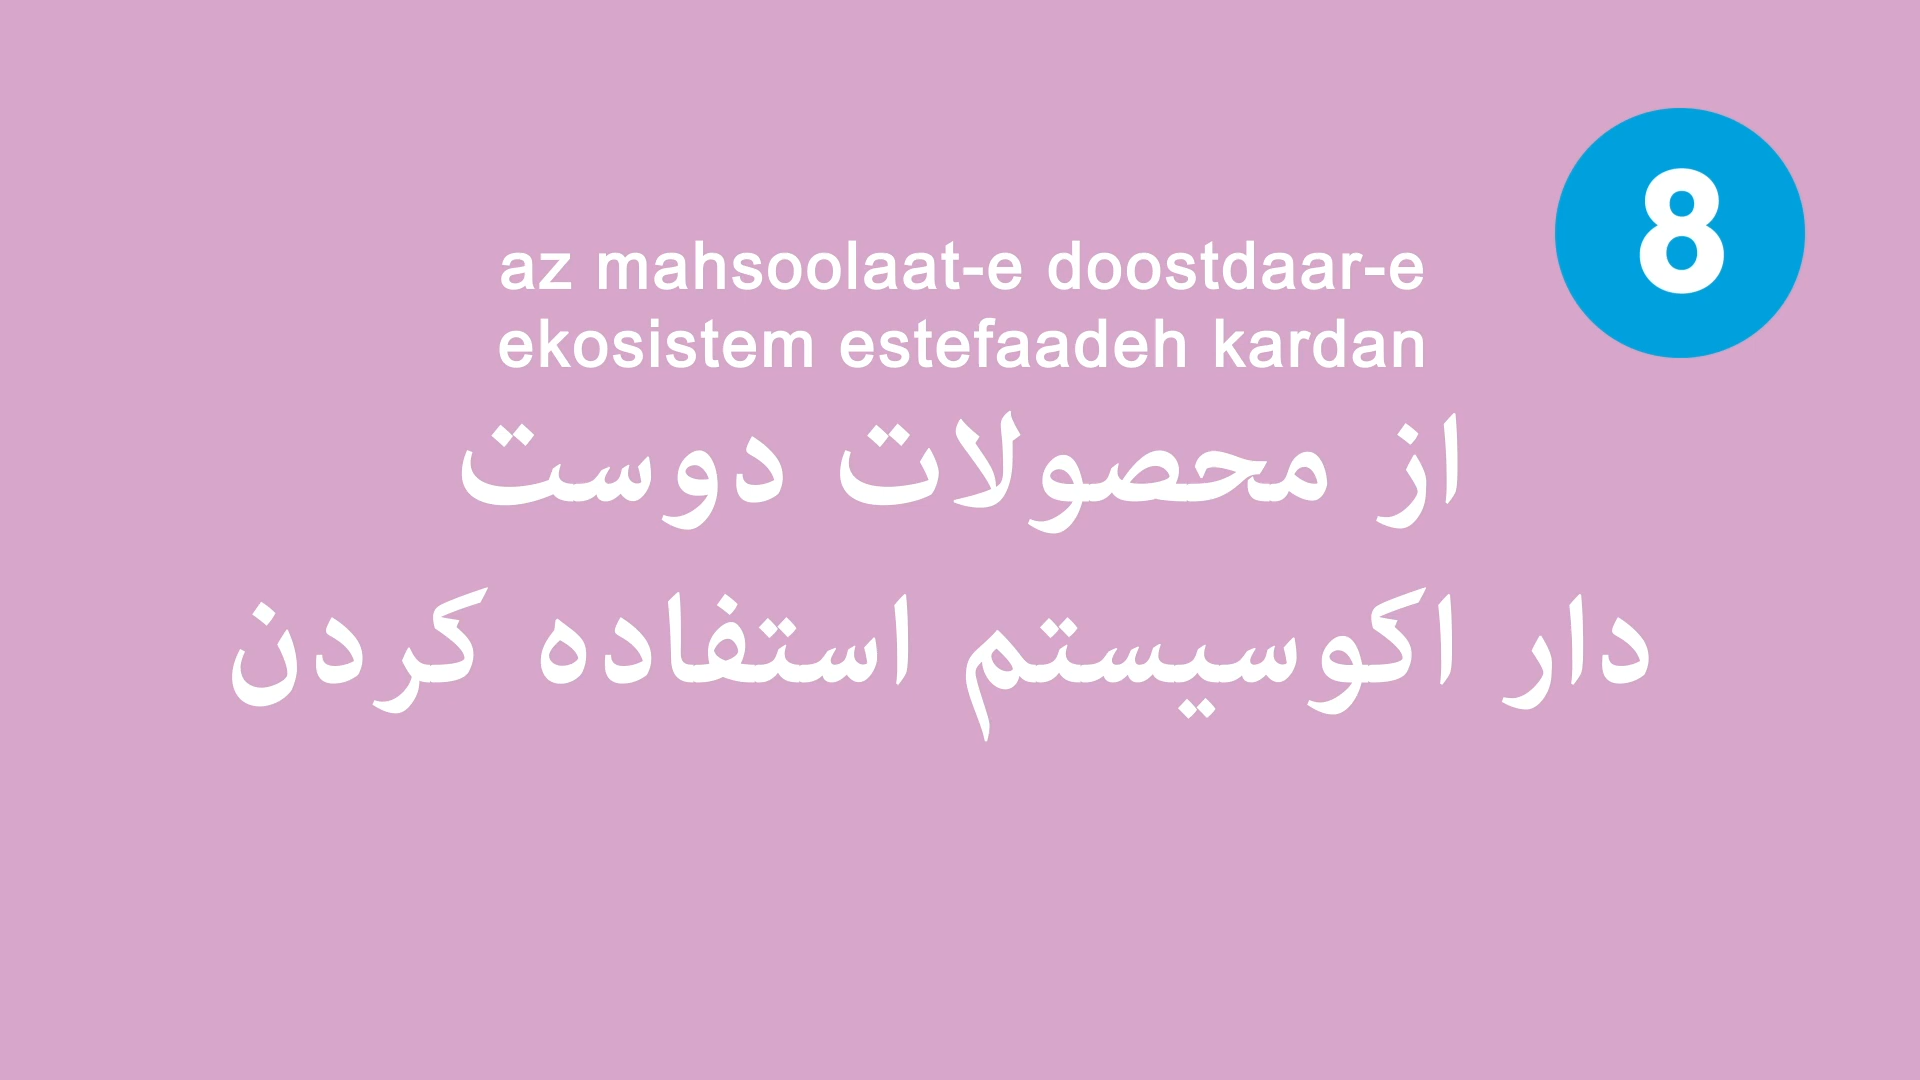 8
az mahsoolaat-e doostdaar-e
ekosistem estefaadeh kardan
از محصولات دوست
دار اکوسیستم استفاده کردن